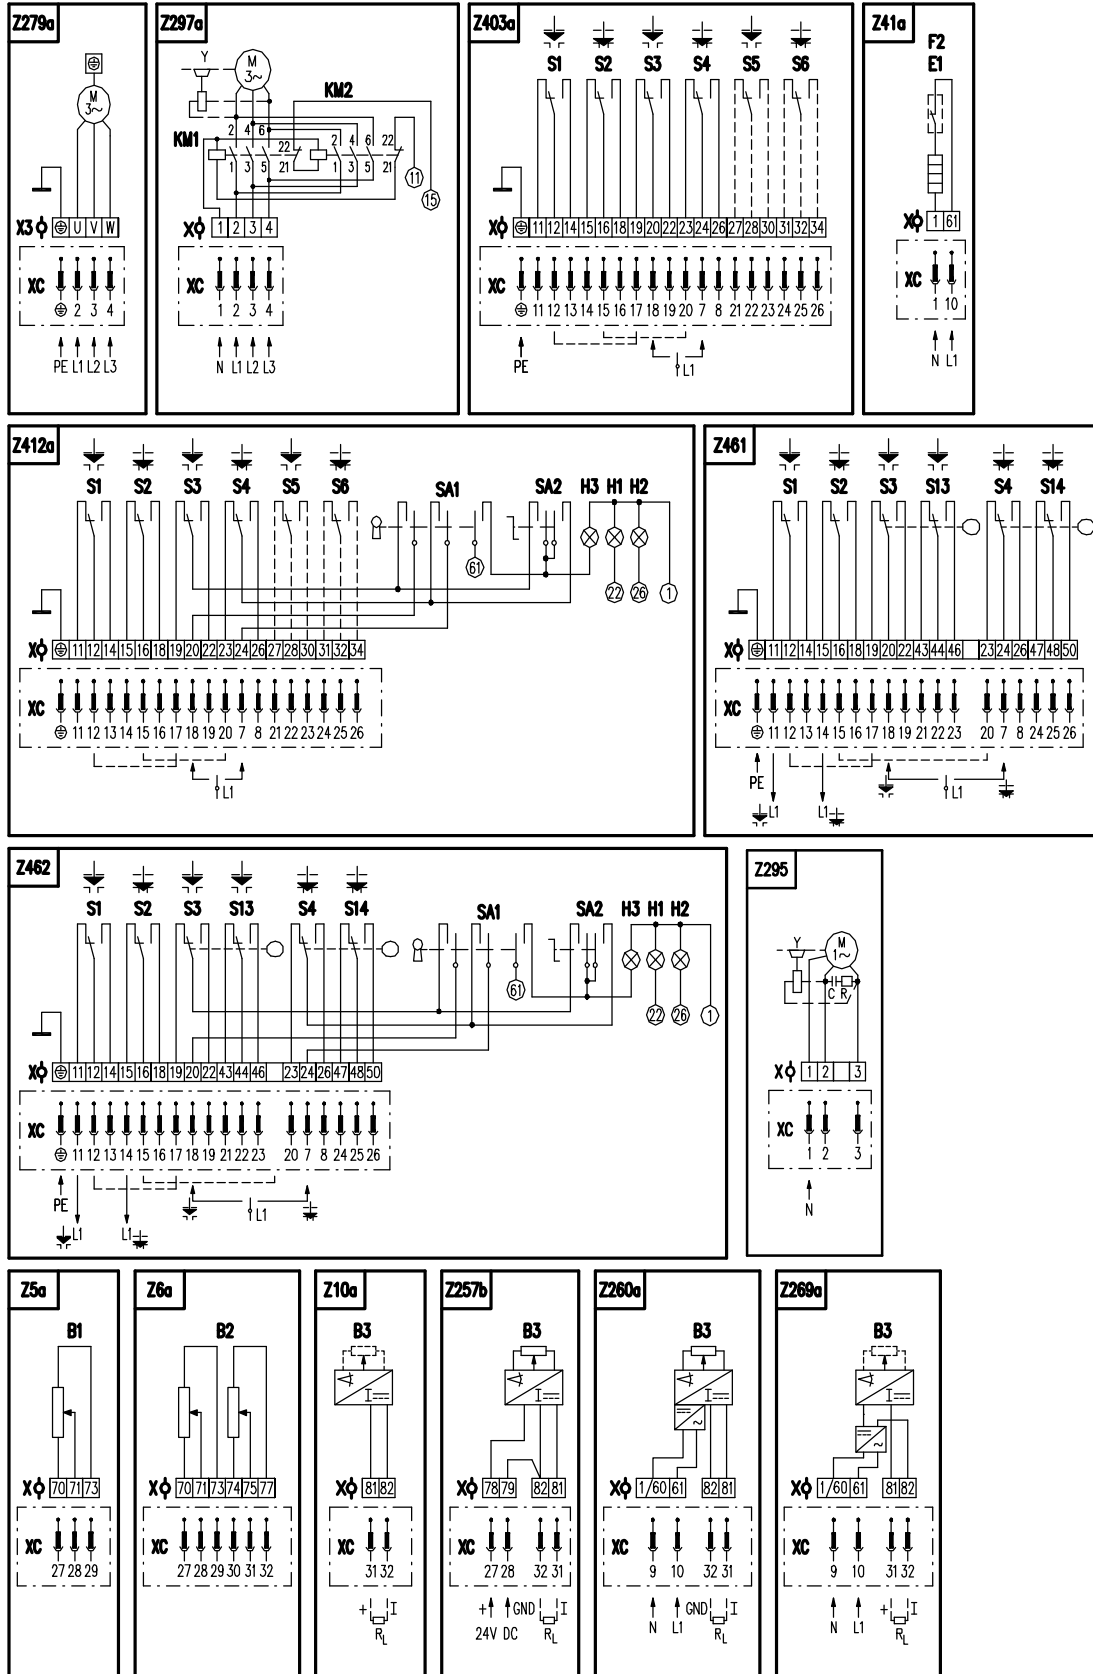 Z279a
M
3~
X3
U V W
XC
2 3 4
PE L1 L2 L3
Z297a
Y
M
3~
KM2
KM1
2 4 6
22
2 4 6
22
1 3 5
21
1 3 5
21
11
15
X
1 2 3 4
XC
1 2 3 4
N L1 L2 L3
Z403a
S1 S2 S3 S4 S5 S6
X
11 12 14 15 16 18 19 20 22 23 24 26 27 28 30 31 32 34
XC
11 12 13 14 15 16 17 18 19 20 7 8 21 22 23 24 25 26
L1
PE
Z41a
F2
E1
X
1 61
XC
1 10
N L1
Z412a
S1 S2 S3 S4 S5 S6 SA1 SA2 H3 H1 H2
61
22 26 1
X
11 12 14 15 16 18 19 20 22 23 24 26 27 28 30 31 32 34
XC
11 12 13 14 15 16 17 18 19 20 7 8 21 22 23 24 25 26
L1
Z461
S1 S2 S3 S13 S4 S14
X
11 12 14 15 16 18 19 20 22 43 44 46 23 24 26 47 48 50
XC
11 12 13 14 15 16 17 18 19 21 22 23 20 7 8 24 25 26
PE
L1 L1 L1
Z462
S1 S2 S3 S13 S4 S14 SA1 SA2 H3 H1 H2
61
22 26 1
X
11 12 14 15 16 18 19 20 22 43 44 46 23 24 26 47 48 50
XC
11 12 13 14 15 16 17 18 19 21 22 23 20 7 8 24 25 26
PE
L1 L1 L1
Z295
Y
M
1~
C R
X
1 2 3
XC
1 2 3
N
Z5a
B1
X
70 71 73
XC
27 28 29
Z6a
B2
X
70 71 73 74 75 77
XC
27 28 29 30 31 32
Z10a
B3
I
X
81 82
XC
31 32
+ I
RL
Z257b
B3
I
X
78 79 82 81
XC
27 28 32 31
+ GND I
24V DC RL
Z260a
B3
I
~
X
1/60 61 82 81
XC
9 10 32 31
GND I
N L1 RL
Z269a
B3
I
~
X
1/60 61 81 82
XC
9 10 31 32
+ I
N L1 RL